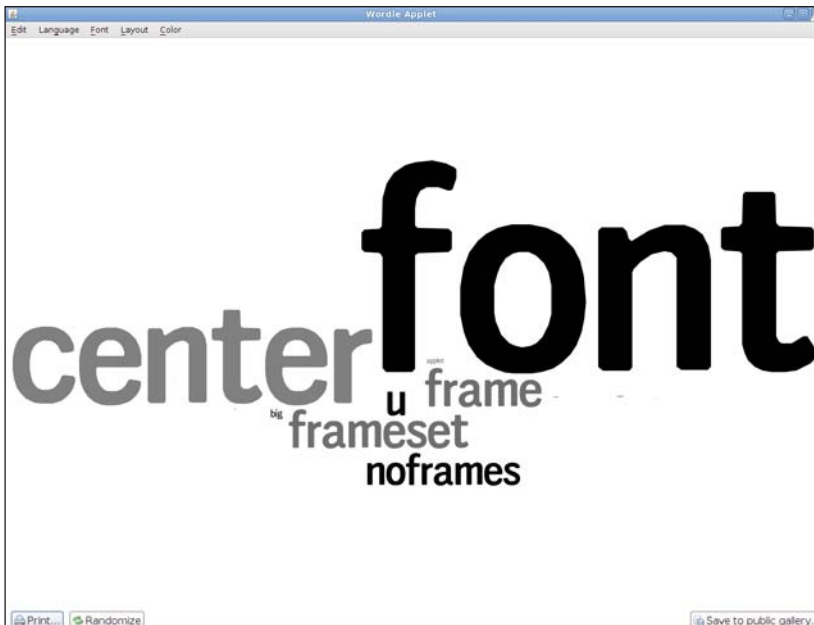 Wordle Applet
Edit Language Font Layout Color
font
center
applet
frame
u
big
frameset
noframes
Print... Randomize Save to public gallery...